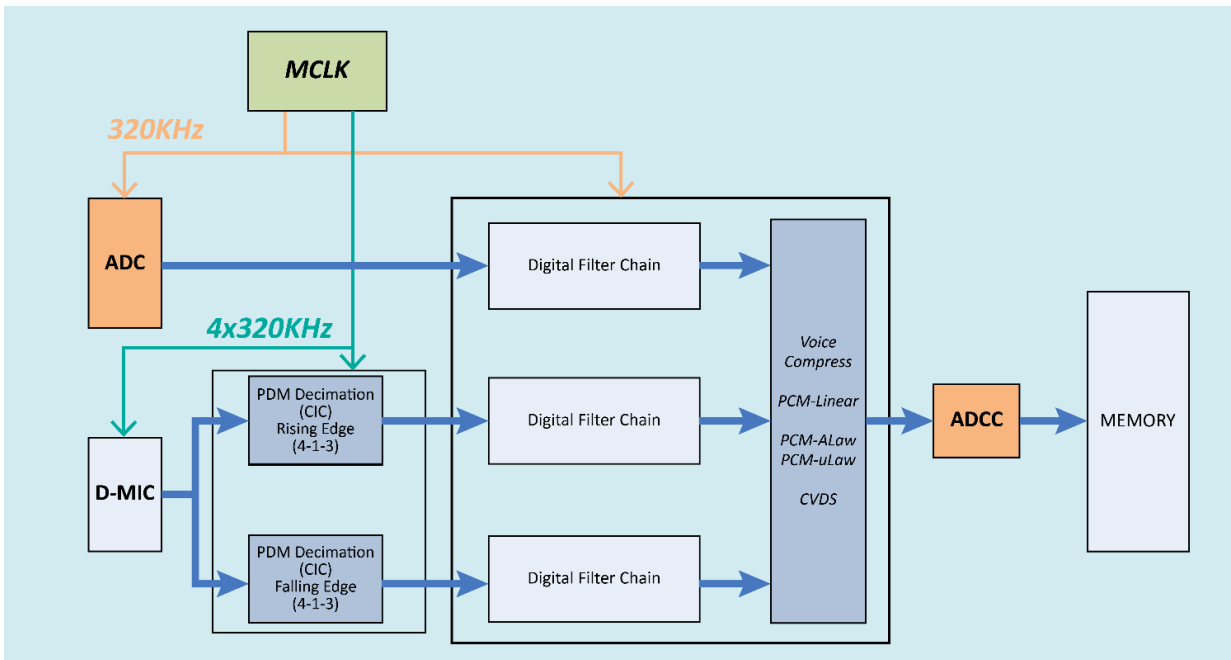 MCLK
320KHz
ADC
Digital Filter Chain
4x320KHz
Voice
Compress
PCM-Linear
PCM-ALaw
PCM-uLaw
CVDS
PDM Decimation
(CIC)
Rising Edge
(4-1-3)
Digital Filter Chain
ADCC
MEMORY
D-MIC
PDM Decimation
(CIC)
Falling Edge
(4-1-3)
Digital Filter Chain